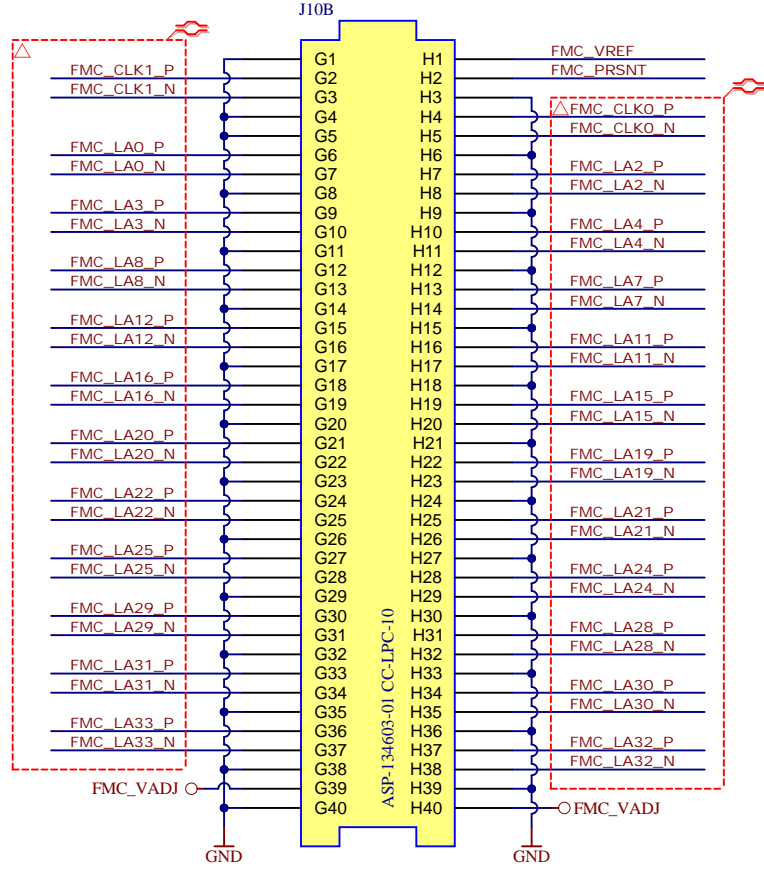 J10B
G1 H1 FMC_VREF
FMC_CLK1_P G2 H2 FMC_PRSNT
FMC_CLK1_N G3 H3
G4 H4 FMC_CLK0_P
G5 H5 FMC_CLK0_N
FMC_LA0_P G6 H6
FMC_LA0_N G7 H7 FMC_LA2_P
G8 H8 FMC_LA2_N
FMC_LA3_P G9 H9
FMC_LA3_N G10 H10 FMC_LA4_P
G11 H11 FMC_LA4_N
FMC_LA8_P G12 H12
FMC_LA8_N G13 H13 FMC_LA7_P
G14 H14 FMC_LA7_N
FMC_LA12_P G15 H15
FMC_LA12_N G16 H16 FMC_LA11_P
G17 H17 FMC_LA11_N
FMC_LA16_P G18 H18
FMC_LA16_N G19 H19 FMC_LA15_P
G20 H20 FMC_LA15_N
FMC_LA20_P G21 H21
FMC_LA20_N G22 H22 FMC_LA19_P
G23 H23 FMC_LA19_N
FMC_LA22_P G24 H24
FMC_LA22_N G25 H25 FMC_LA21_P
G26 H26 FMC_LA21_N
FMC_LA25_P G27 H27
FMC_LA25_N G28 H28 FMC_LA24_P
G29 H29 FMC_LA24_N
FMC_LA29_P G30 H30
FMC_LA29_N G31 H31 FMC_LA28_P
G32 H32 FMC_LA28_N
FMC_LA31_P G33 H33
FMC_LA31_N G34 H34 FMC_LA30_P
G35 H35 FMC_LA30_N
FMC_LA33_P G36 H36
FMC_LA33_N G37 H37 FMC_LA32_P
G38 H38 FMC_LA32_N
FMC_VADJ G39 H39
G40 H40 FMC_VADJ
ASP-134603-01 CC-LPC-10
GND GND